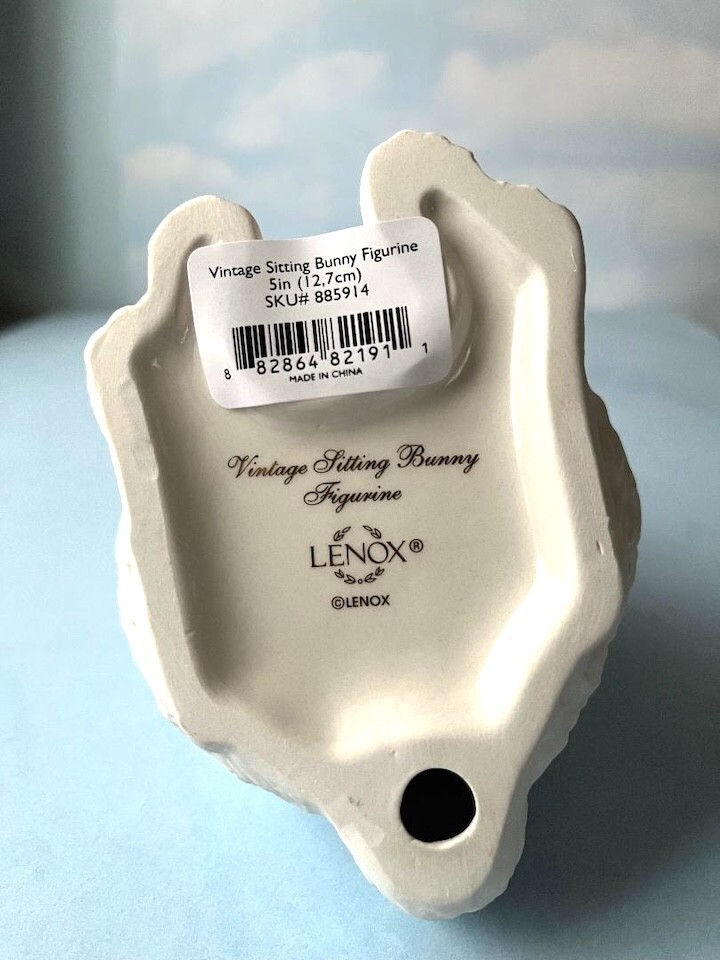 Vintage Sitting Bunny Figurine
5in (12,7cm)
SKU# 885914
8 82864 82191 1
MADE IN CHINA
Vintage Sitting Bunny
Figurine
LENOX®
©LENOX